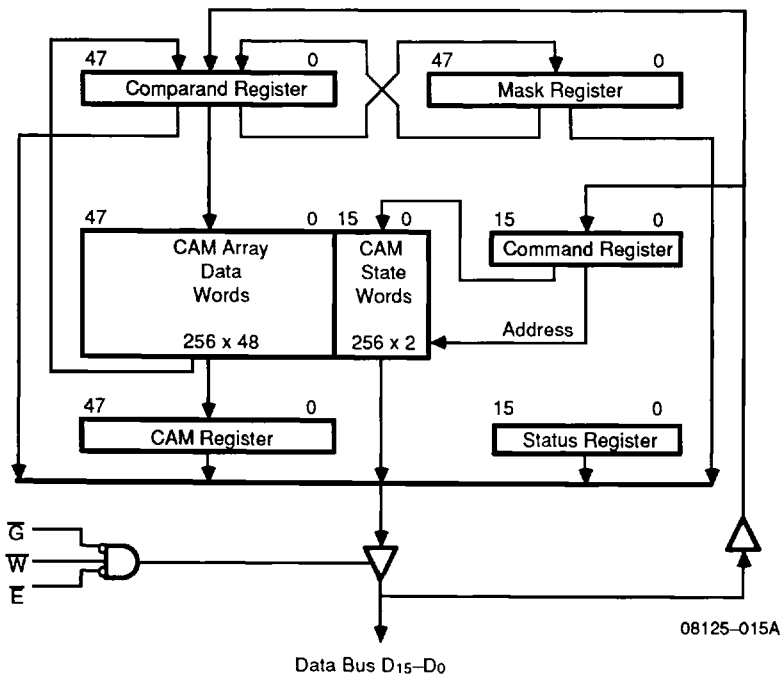 47 0
Comparand Register
47 0
Mask Register
47 0
CAM Array
Data
Words
256 x 48
15 0
CAM
State
Words
256 x 2
15 0
Command Register
Address
47 0
CAM Register
15 0
Status Register
G̅
W̅
E̅
08125–015A
Data Bus D₁₅–D₀